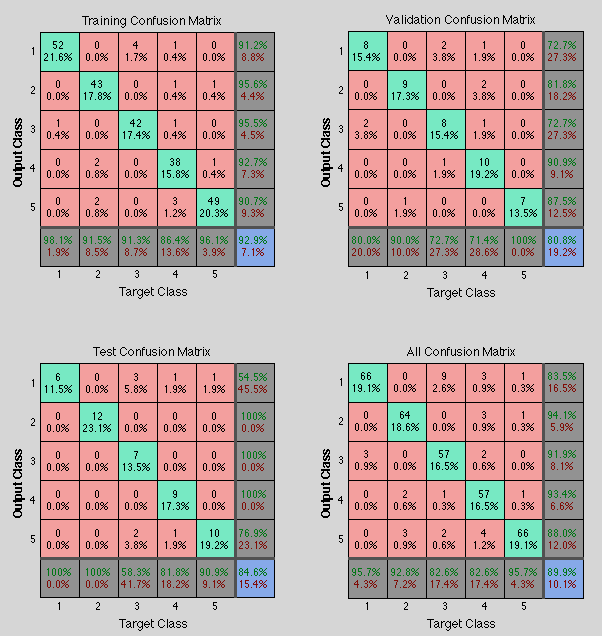 Training Confusion Matrix
Output Class
1 52 0 4 1 0 91.2%
21.6% 0.0% 1.7% 0.4% 0.0% 8.8%
2 0 43 0 1 1 95.6%
0.0% 17.8% 0.0% 0.4% 0.4% 4.4%
3 1 0 42 1 0 95.5%
0.4% 0.0% 17.4% 0.4% 0.0% 4.5%
4 0 2 0 38 1 92.7%
0.0% 0.8% 0.0% 15.8% 0.4% 7.3%
5 0 2 0 3 49 90.7%
0.0% 0.8% 0.0% 1.2% 20.3% 9.3%
98.1% 91.5% 91.3% 86.4% 96.1% 92.9%
1.9% 8.5% 8.7% 13.6% 3.9% 7.1%
1 2 3 4 5
Target Class
Validation Confusion Matrix
Output Class
1 8 0 2 1 0 72.7%
15.4% 0.0% 3.8% 1.9% 0.0% 27.3%
2 0 9 0 2 0 81.8%
0.0% 17.3% 0.0% 3.8% 0.0% 18.2%
3 2 0 8 1 0 72.7%
3.8% 0.0% 15.4% 1.9% 0.0% 27.3%
4 0 0 1 10 0 90.9%
0.0% 0.0% 1.9% 19.2% 0.0% 9.1%
5 0 1 0 0 7 87.5%
0.0% 1.9% 0.0% 0.0% 13.5% 12.5%
80.0% 90.0% 72.7% 71.4% 100% 80.8%
20.0% 10.0% 27.3% 28.6% 0.0% 19.2%
1 2 3 4 5
Target Class
Test Confusion Matrix
Output Class
1 6 0 3 1 1 54.5%
11.5% 0.0% 5.8% 1.9% 1.9% 45.5%
2 0 12 0 0 0 100%
0.0% 23.1% 0.0% 0.0% 0.0% 0.0%
3 0 0 7 0 0 100%
0.0% 0.0% 13.5% 0.0% 0.0% 0.0%
4 0 0 0 9 0 100%
0.0% 0.0% 0.0% 17.3% 0.0% 0.0%
5 0 0 2 1 10 76.9%
0.0% 0.0% 3.8% 1.9% 19.2% 23.1%
100% 100% 58.3% 81.8% 90.9% 84.6%
0.0% 0.0% 41.7% 18.2% 9.1% 15.4%
1 2 3 4 5
Target Class
All Confusion Matrix
Output Class
1 66 0 9 3 1 83.5%
19.1% 0.0% 2.6% 0.9% 0.3% 16.5%
2 0 64 0 3 1 94.1%
0.0% 18.6% 0.0% 0.9% 0.3% 5.9%
3 3 0 57 2 0 91.9%
0.9% 0.0% 16.5% 0.6% 0.0% 8.1%
4 0 2 1 57 1 93.4%
0.0% 0.6% 0.3% 16.5% 0.3% 6.6%
5 0 3 2 4 66 88.0%
0.0% 0.9% 0.6% 1.2% 19.1% 12.0%
95.7% 92.8% 82.6% 82.6% 95.7% 89.9%
4.3% 7.2% 17.4% 17.4% 4.3% 10.1%
1 2 3 4 5
Target Class